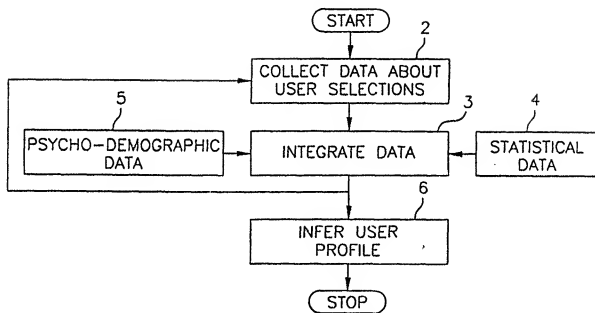 START
2
COLLECT DATA ABOUT
USER SELECTIONS
5
3
4
PSYCHO-DEMOGRAPHIC
DATA
INTEGRATE DATA
STATISTICAL
DATA
6
INFER USER
PROFILE
STOP